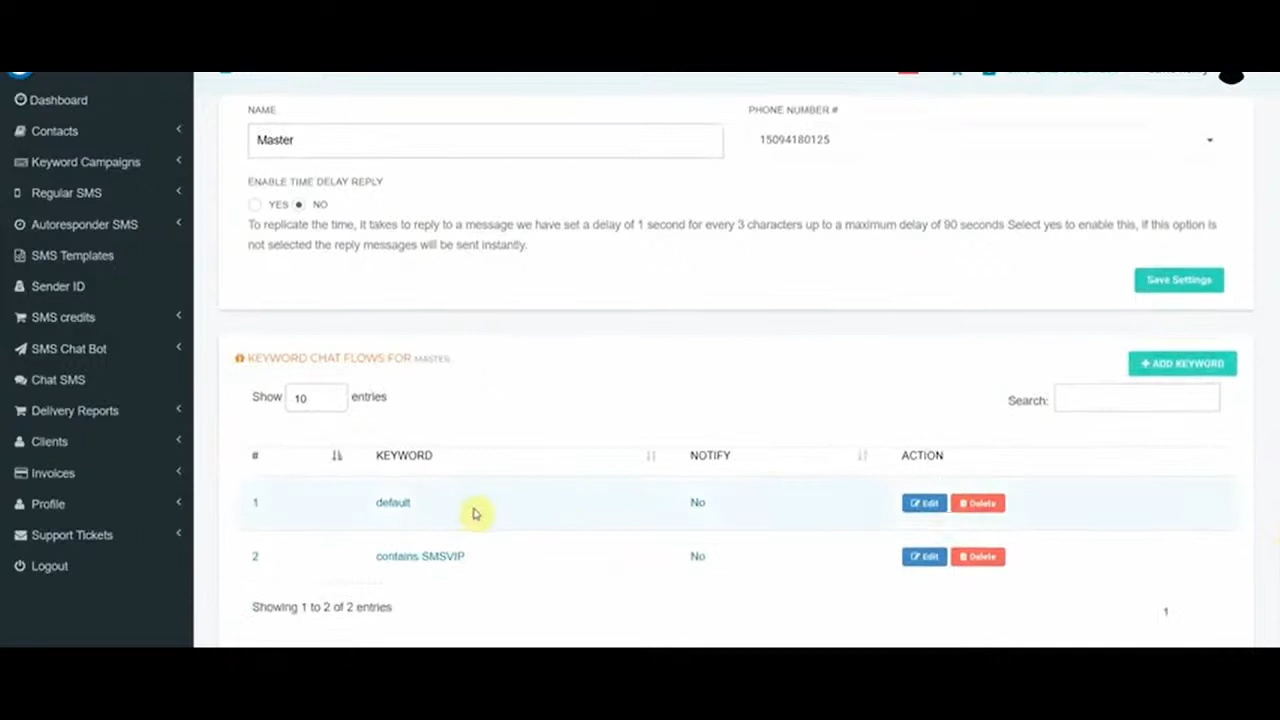 Dashboard
Contacts
Keyword Campaigns
Regular SMS
Autoresponder SMS
SMS Templates
Sender ID
SMS credits
SMS Chat Bot
Chat SMS
Delivery Reports
Clients
Invoices
Profile
Support Tickets
Logout
NAME
PHONE NUMBER #
Master
15094180125
ENABLE TIME DELAY REPLY
YES NO
To replicate the time, it takes to reply to a message we have set a delay of 1 second for every 3 characters up to a maximum delay of 90 seconds Select yes to enable this, if this option is
not selected the reply messages will be sent instantly.
Save Settings
KEYWORD CHAT FLOWS FOR MASTER
+ ADD KEYWORD
Show 10 entries
Search:
# KEYWORD NOTIFY ACTION
1 default No Edit Delete
2 contains SMSVIP No Edit Delete
Showing 1 to 2 of 2 entries
1